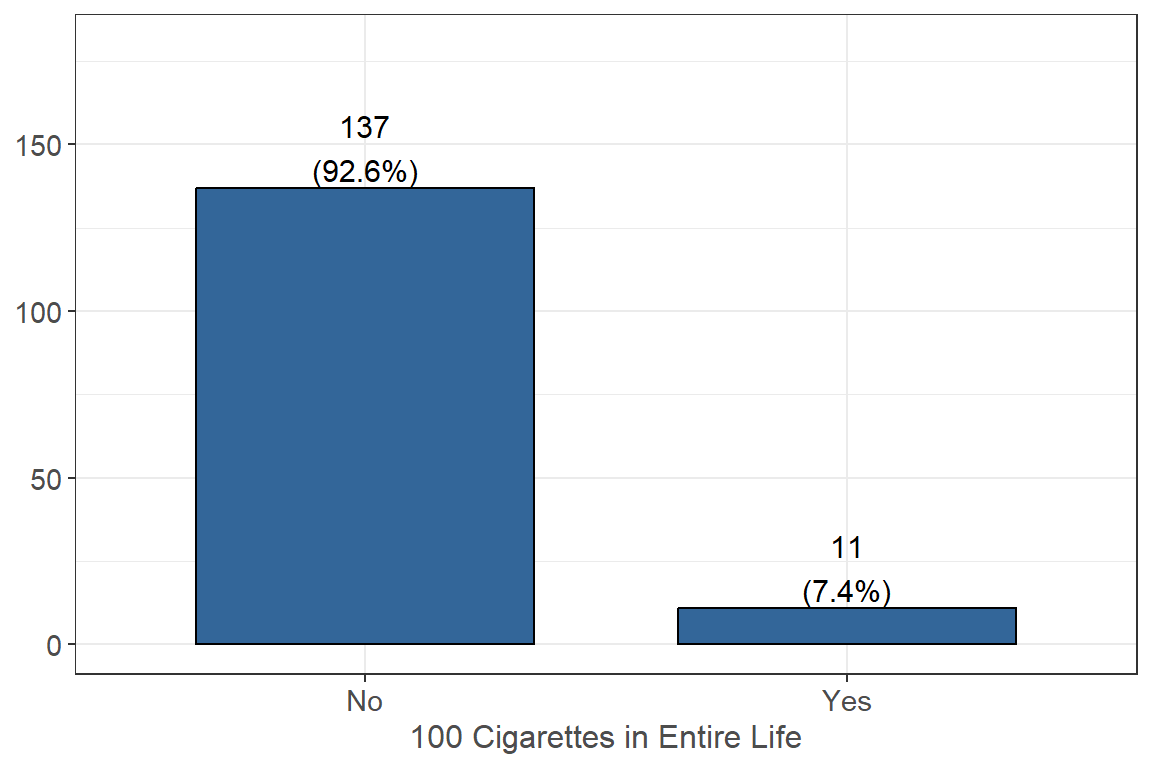 137
(92.6%)
150
100
50
11
(7.4%)
0
No
Yes
100 Cigarettes in Entire Life